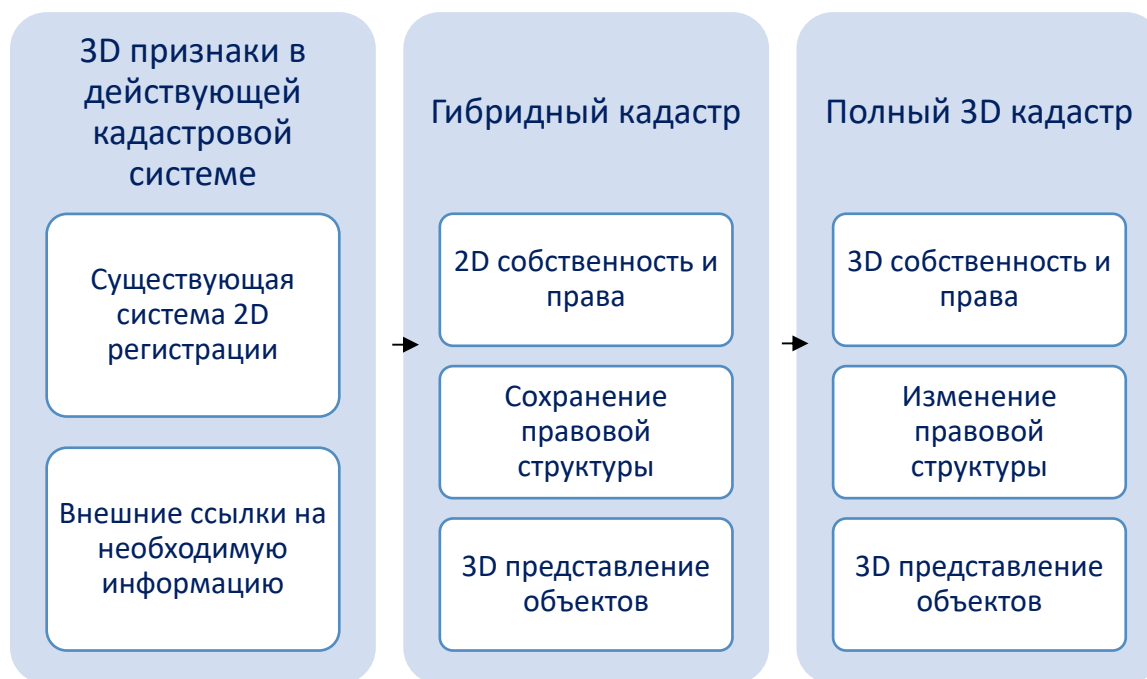 3D признаки в
действующей
кадастровой
системе
Существующая
система 2D
регистрации
Внешние ссылки на
необходимую
информацию
Гибридный кадастр
2D собственность и
права
Сохранение
правовой
структуры
3D представление
объектов
Полный 3D кадастр
3D собственность и
права
Изменение
правовой
структуры
3D представление
объектов